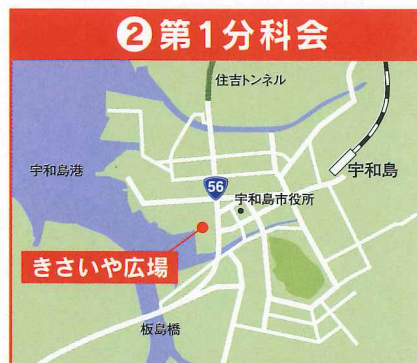 ❷第1分科会
住吉トンネル
宇和島港
宇和島
56
宇和島市役所
きさいや広場
板島橋